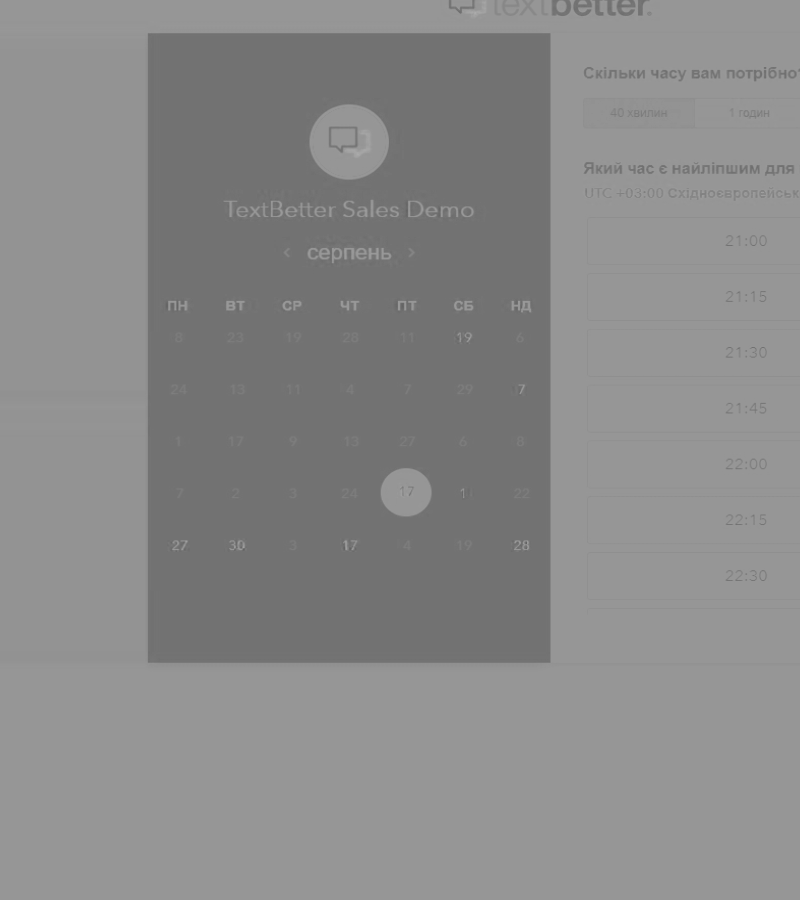 textbetter.
TextBetter Sales Demo
< серпень >
ПН ВТ СР ЧТ ПТ СБ НД
8 23 19 28 11 19 6
24 13 11 4 7 29 7
1 17 9 13 27 6 8
7 2 3 24 17 1 22
27 30 3 17 4 19 28
Скільки часу вам потрібно?
40 хвилин 1 годин
Який час є найліпшим для
UTC +03:00 Східноєвропейськ
21:00
21:15
21:30
21:45
22:00
22:15
22:30